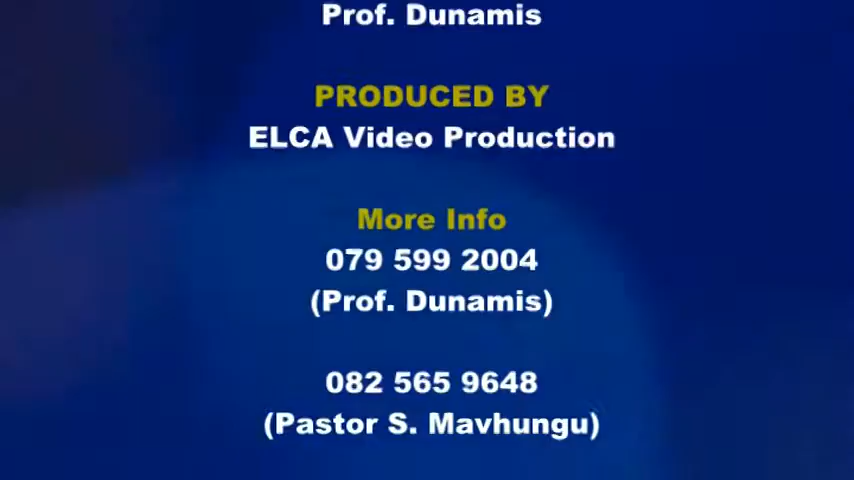 Prof. Dunamis
PRODUCED BY
ELCA Video Production
More Info
079 599 2004
(Prof. Dunamis)
082 565 9648
(Pastor S. Mavhungu)